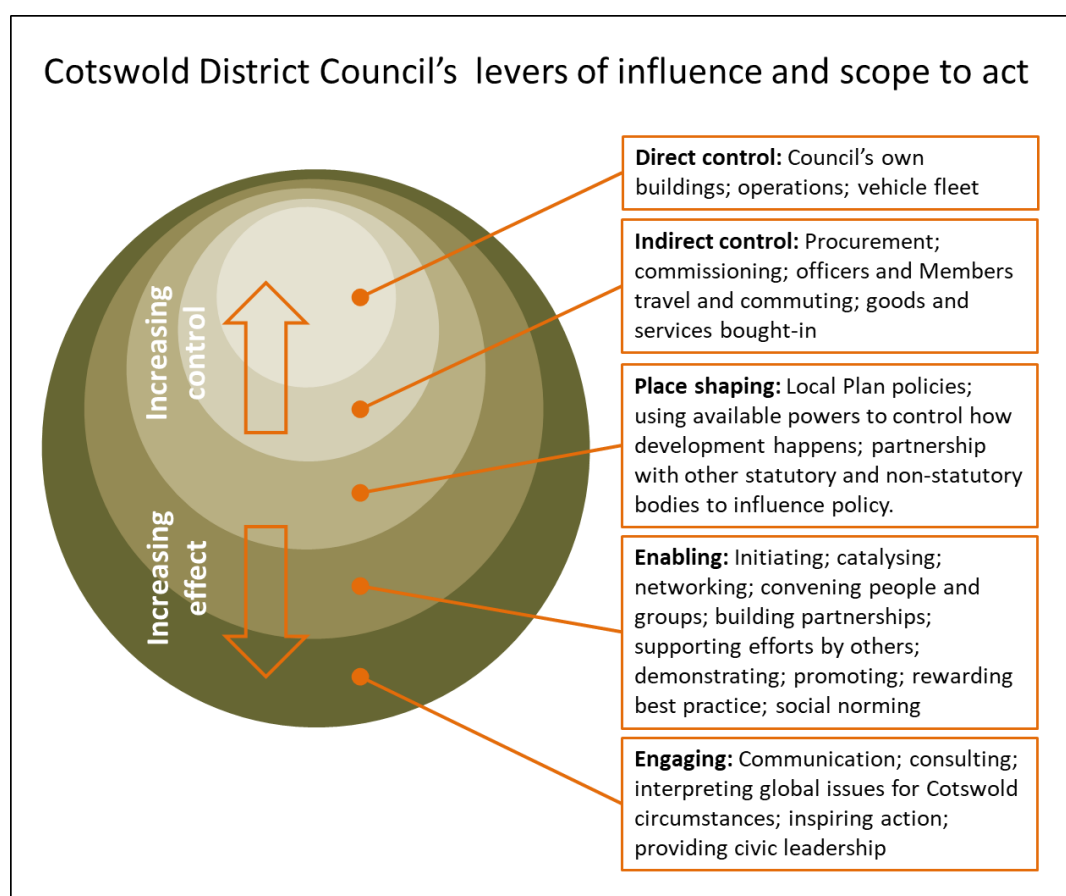 Cotswold District Council’s levers of influence and scope to act
Direct control: Council’s own
buildings; operations; vehicle fleet
Indirect control: Procurement;
commissioning; officers and Members
travel and commuting; goods and
services bought-in
Place shaping: Local Plan policies;
using available powers to control how
development happens; partnership
with other statutory and non-statutory
bodies to influence policy.
Enabling: Initiating; catalysing;
networking; convening people and
groups; building partnerships;
supporting efforts by others;
demonstrating; promoting; rewarding
best practice; social norming
Engaging: Communication; consulting;
interpreting global issues for Cotswold
circumstances; inspiring action;
providing civic leadership
Increasing
control
Increasing
effect